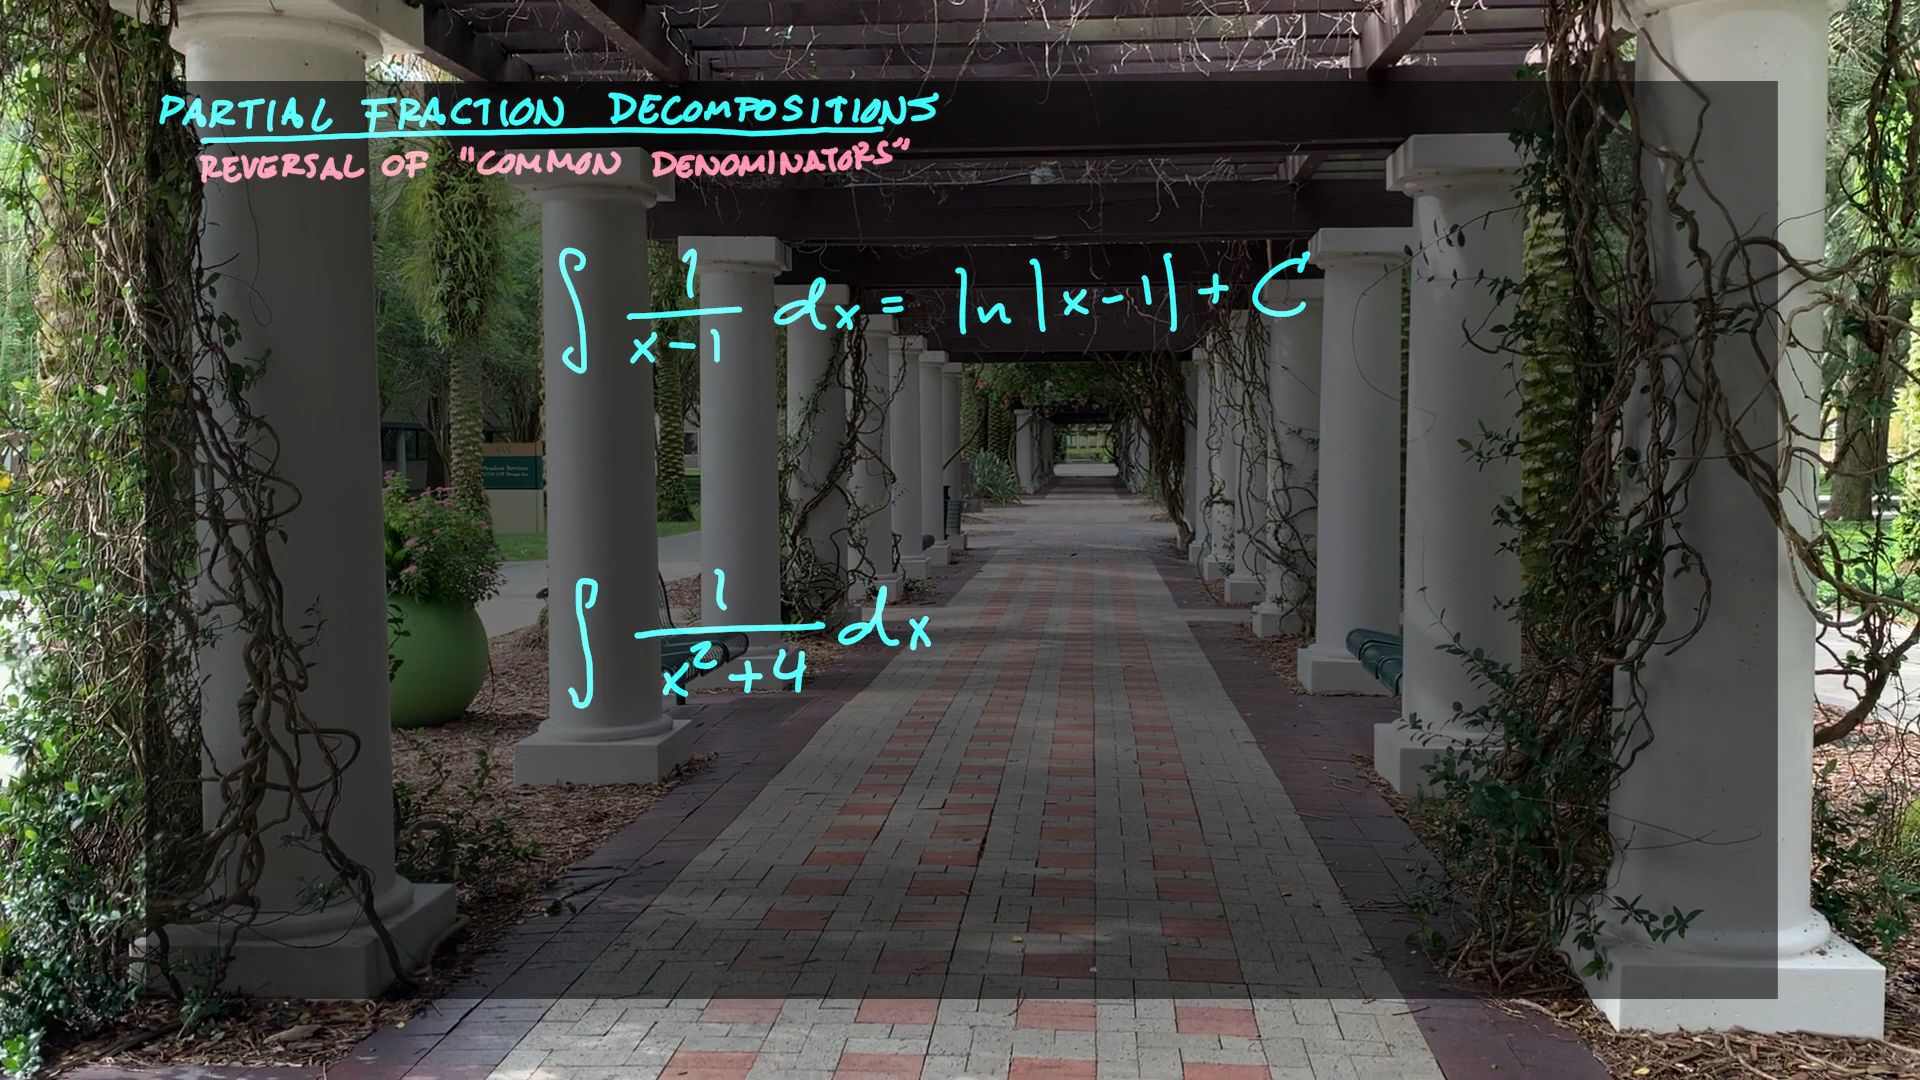 PARTIAL FRACTION DECOMPOSITIONS
REVERSAL OF "COMMON DENOMINATORS"
∫ 1/(x-1) dx = ln|x-1| + C
∫ 1/(x²+4) dx